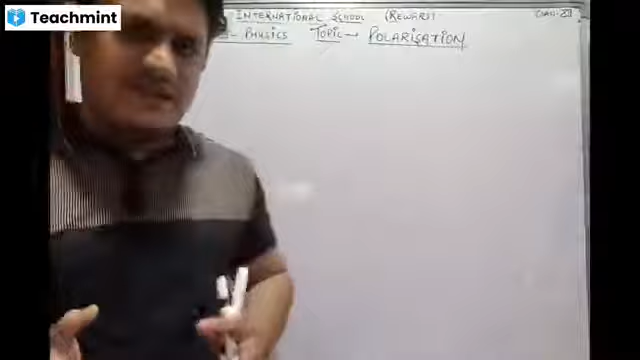 Teachmint
INTERNATIONAL SCHOOL (REWARI)
PHYSICS TOPIC → POLARISATION